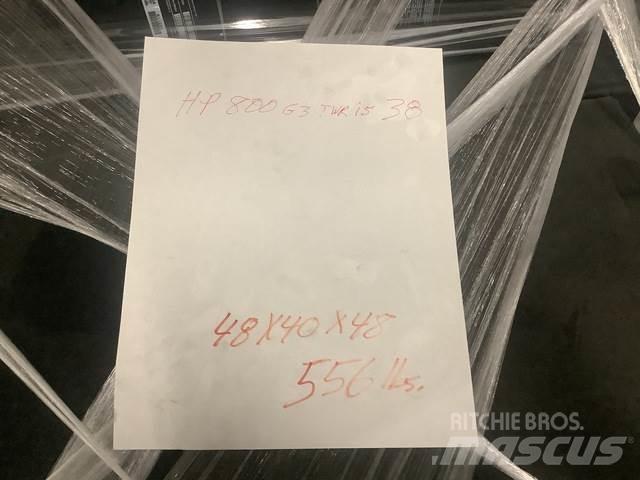 HP 800 G3 TWR i5 38
48X40X48
556 lbs.
RITCHIE BROS.
mascus